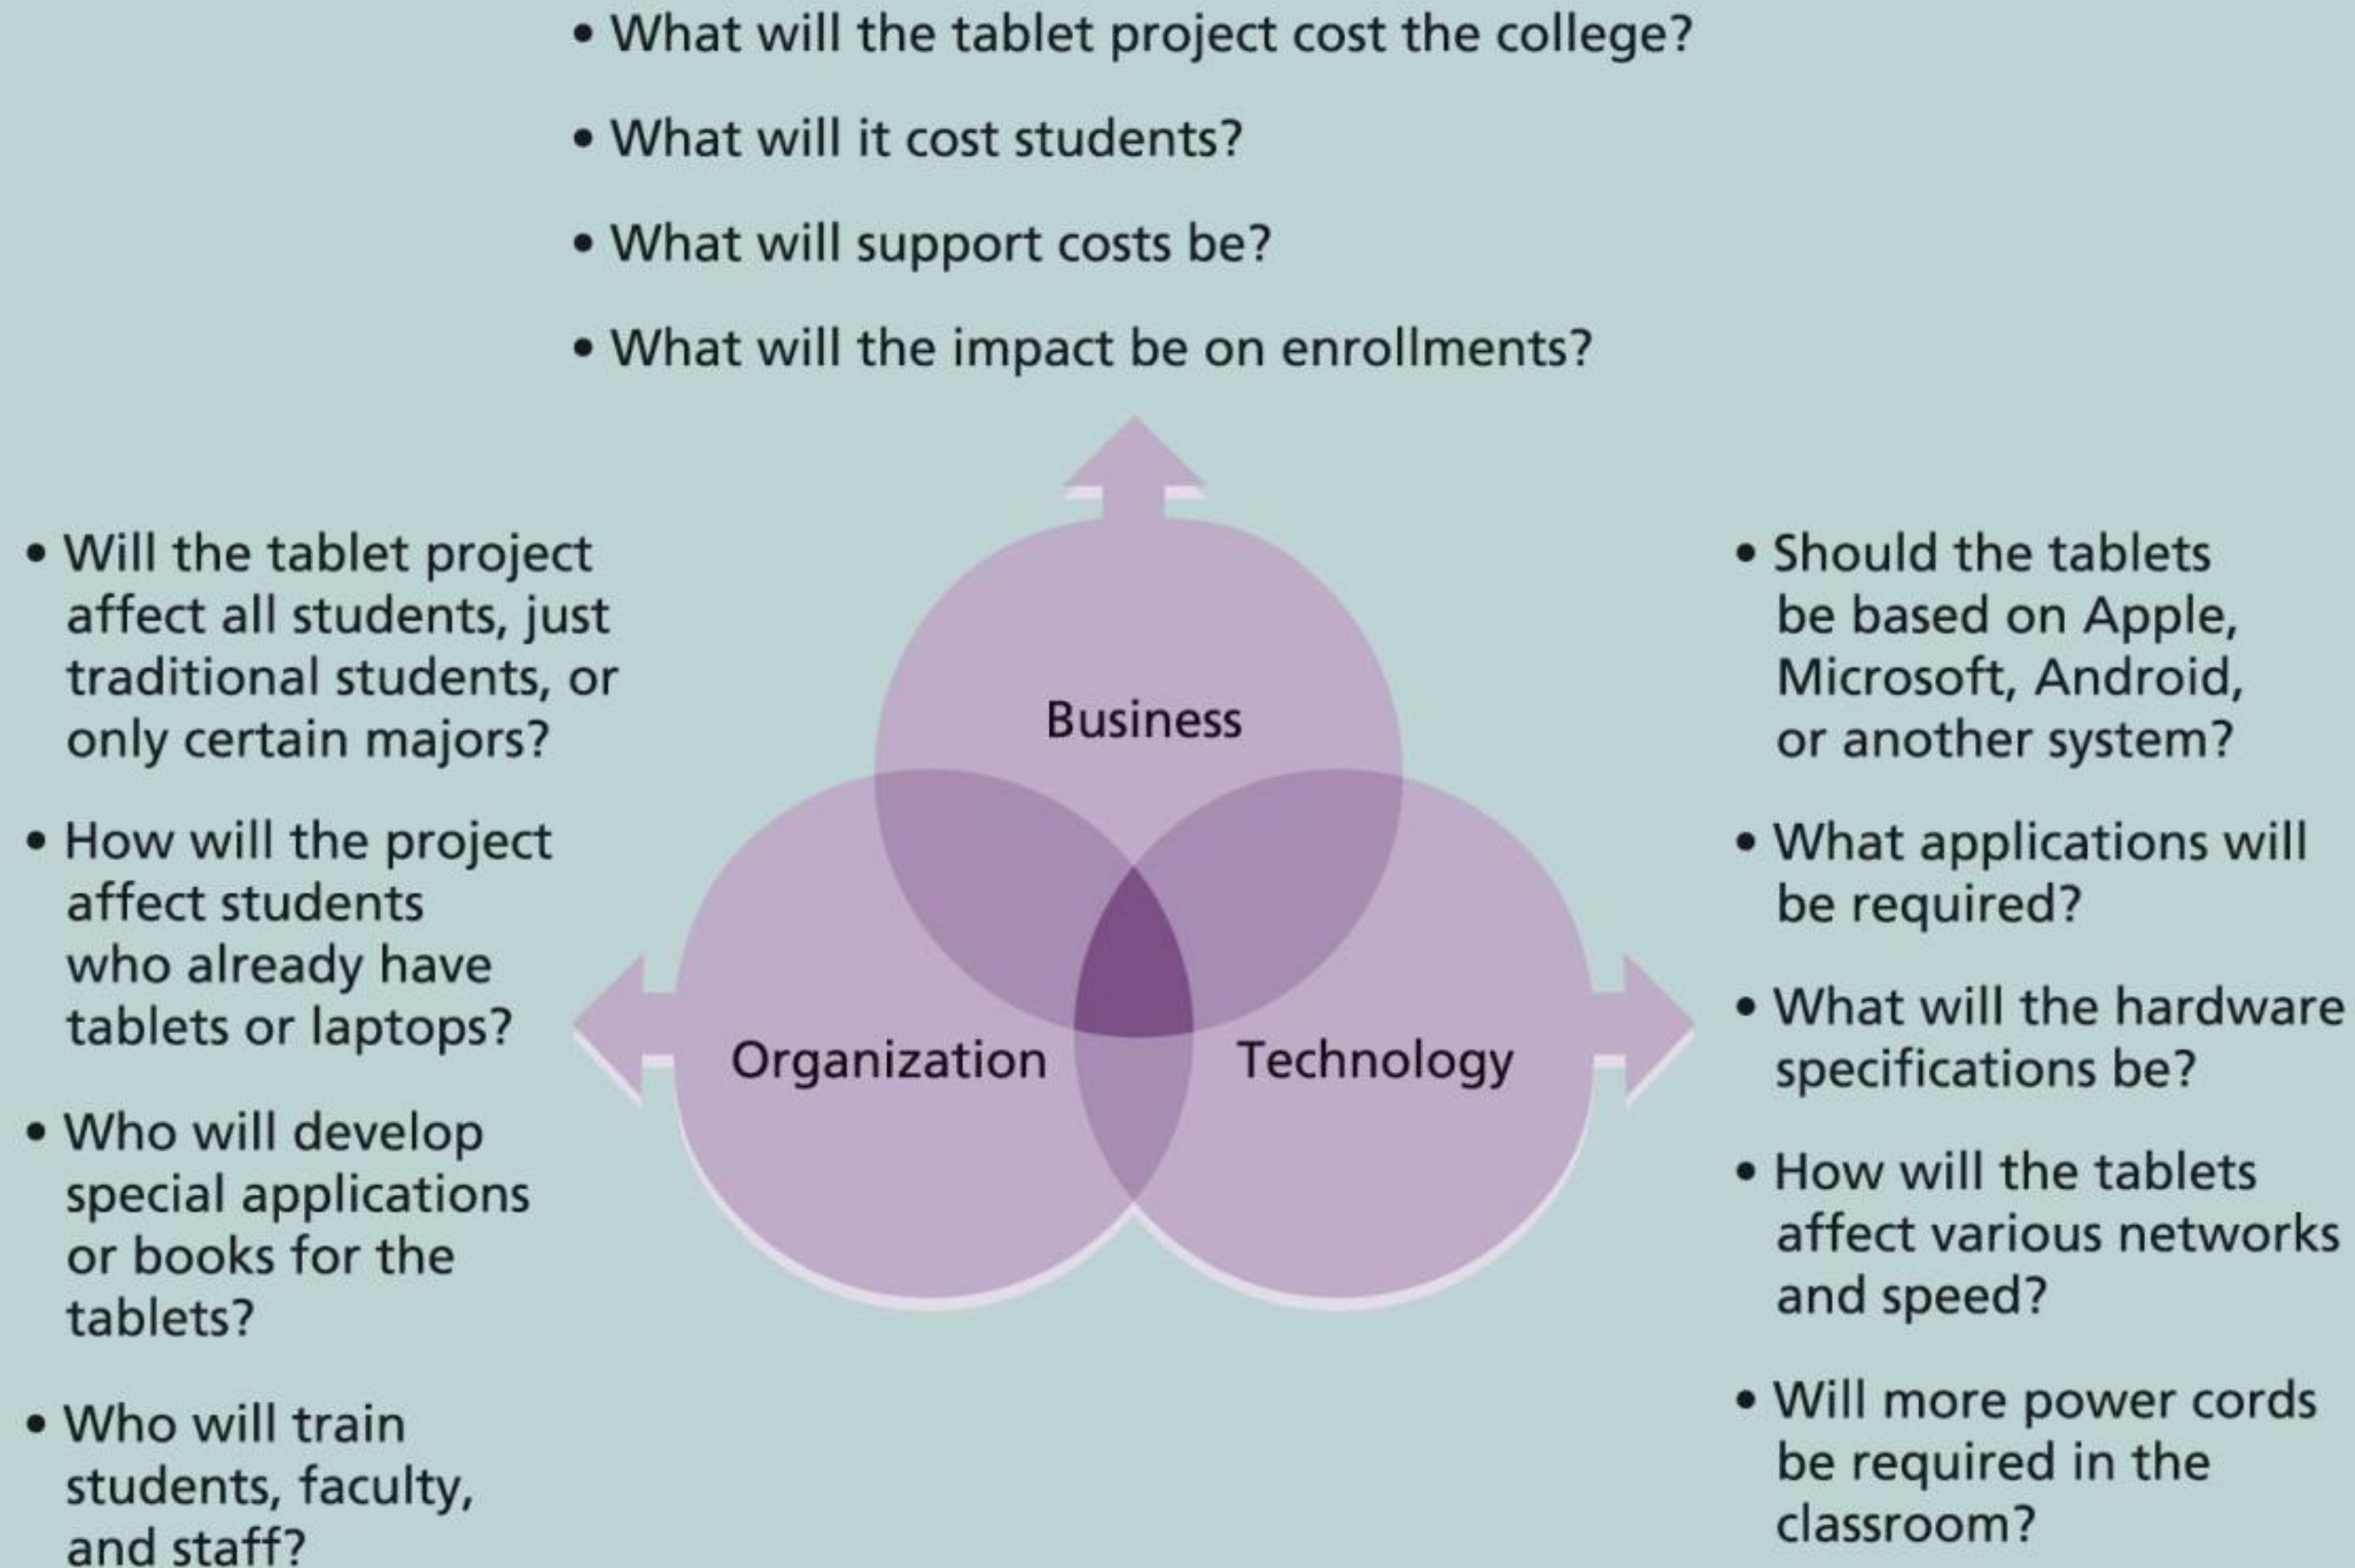 • What will the tablet project cost the college?
• What will it cost students?
• What will support costs be?
• What will the impact be on enrollments?
• Will the tablet project
affect all students, just
traditional students, or
only certain majors?
• How will the project
affect students
who already have
tablets or laptops?
• Who will develop
special applications
or books for the
tablets?
• Who will train
students, faculty,
and staff?
Business
Organization
Technology
• Should the tablets
be based on Apple,
Microsoft, Android,
or another system?
• What applications will
be required?
• What will the hardware
specifications be?
• How will the tablets
affect various networks
and speed?
• Will more power cords
be required in the
classroom?